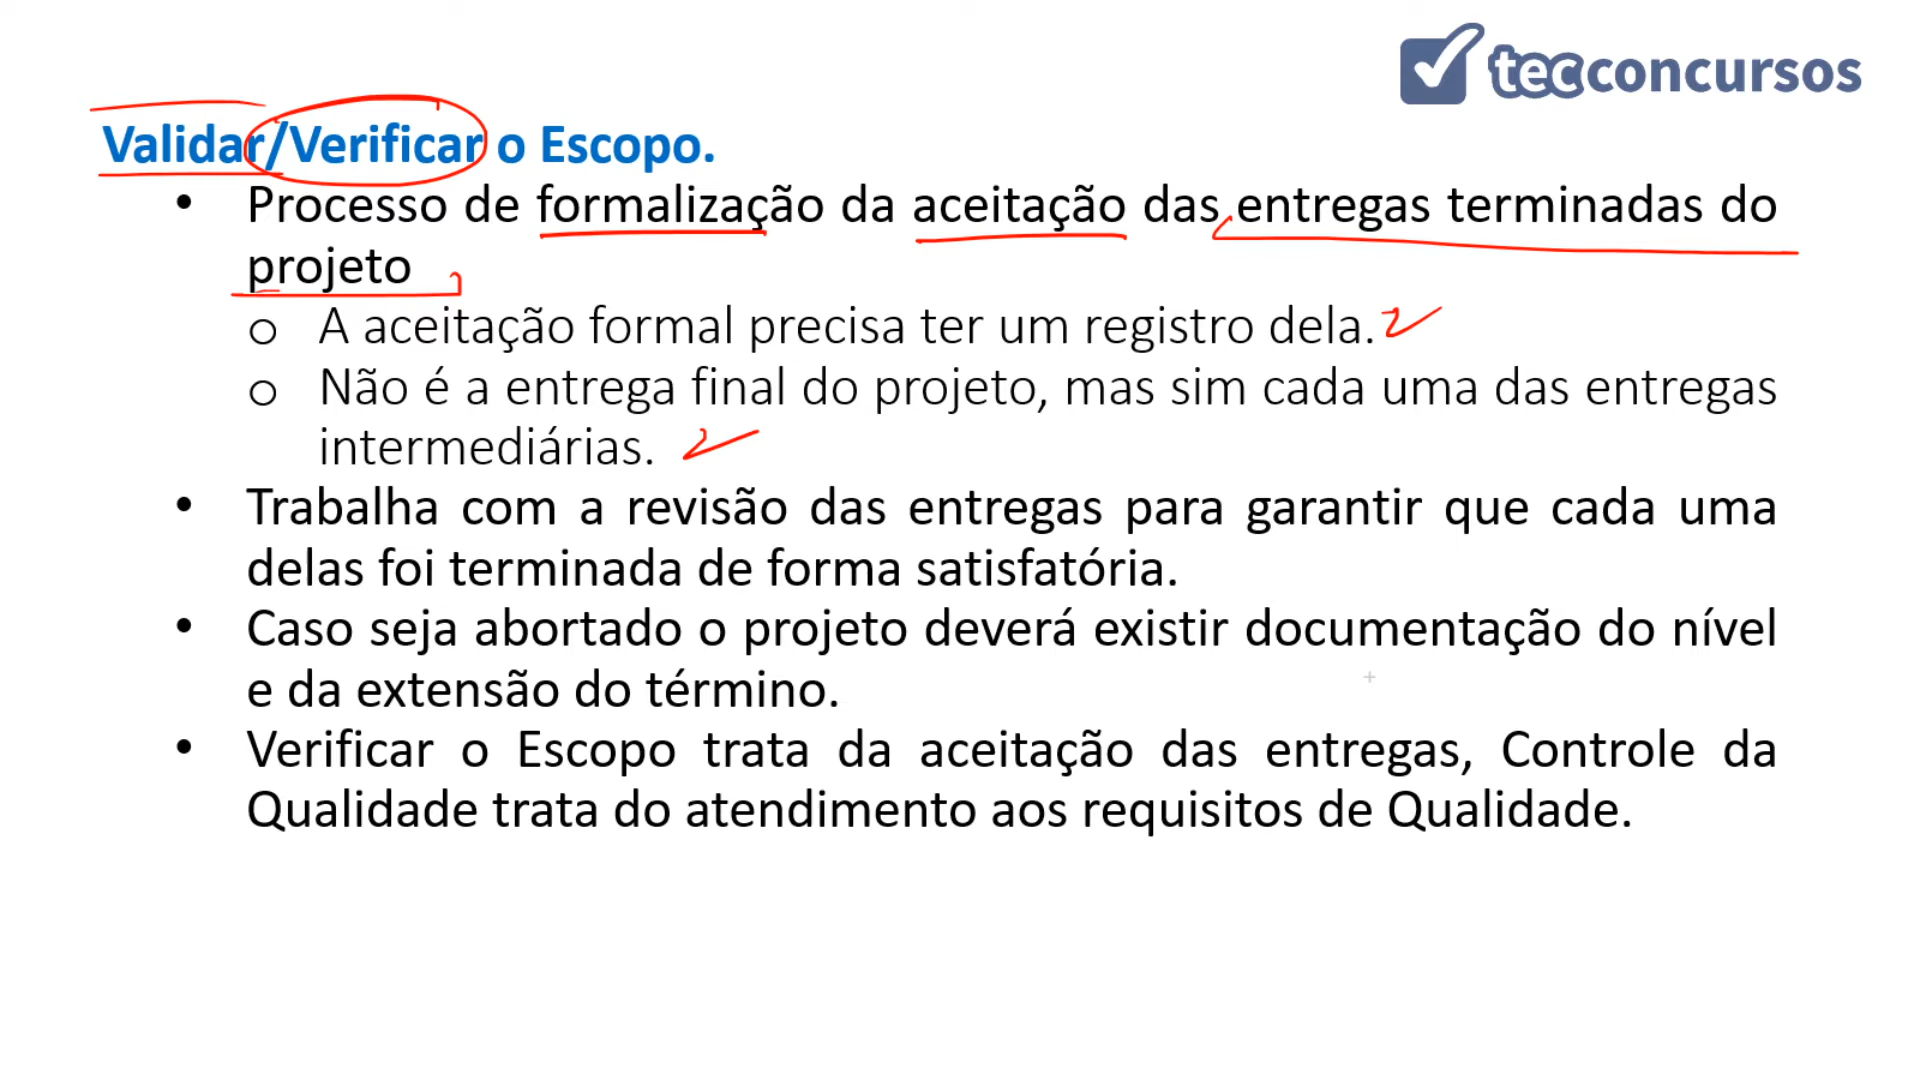 tecconcursos
Validar/Verificar o Escopo.
• Processo de formalização da aceitação das entregas terminadas do
projeto
o A aceitação formal precisa ter um registro dela.
o Não é a entrega final do projeto, mas sim cada uma das entregas
intermediárias.
• Trabalha com a revisão das entregas para garantir que cada uma
delas foi terminada de forma satisfatória.
• Caso seja abortado o projeto deverá existir documentação do nível
e da extensão do término.
• Verificar o Escopo trata da aceitação das entregas, Controle da
Qualidade trata do atendimento aos requisitos de Qualidade.